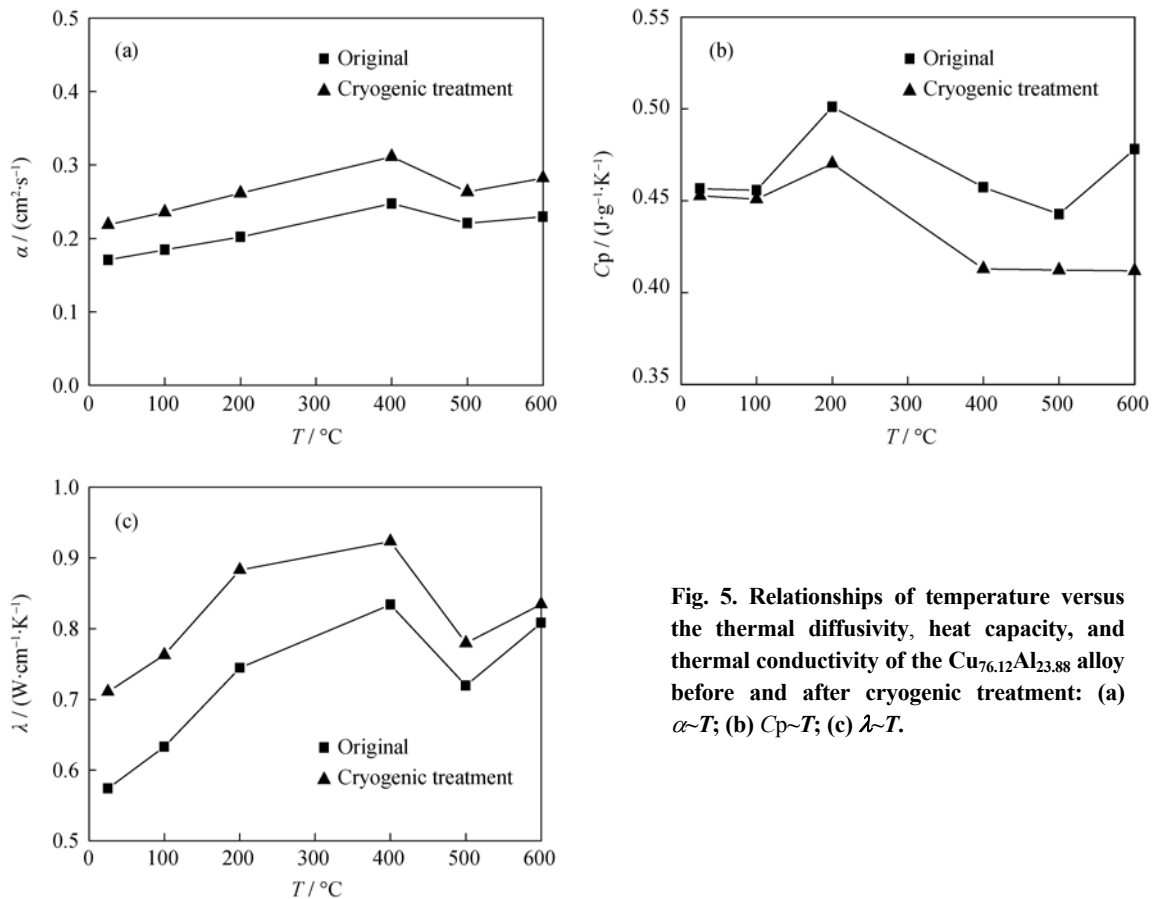 0.5
(a)
Original
Cryogenic treatment
0.4
0.3
0.2
0.1
0.0
α / (cm²·s⁻¹)
0 100 200 300 400 500 600
T / °C
0.55
(b)
Original
Cryogenic treatment
0.50
0.45
0.40
0.35
Cp / (J·g⁻¹·K⁻¹)
0 100 200 300 400 500 600
T / °C
1.0
(c)
0.9
0.8
0.7
0.6
0.5
λ / (W·cm⁻¹·K⁻¹)
Original
Cryogenic treatment
0 100 200 300 400 500 600
T / °C
Fig. 5. Relationships of temperature versus
the thermal diffusivity, heat capacity, and
thermal conductivity of the Cu₇₆.₁₂Al₂₃.₈₈ alloy
before and after cryogenic treatment: (a)
α~T; (b) Cp~T; (c) λ~T.